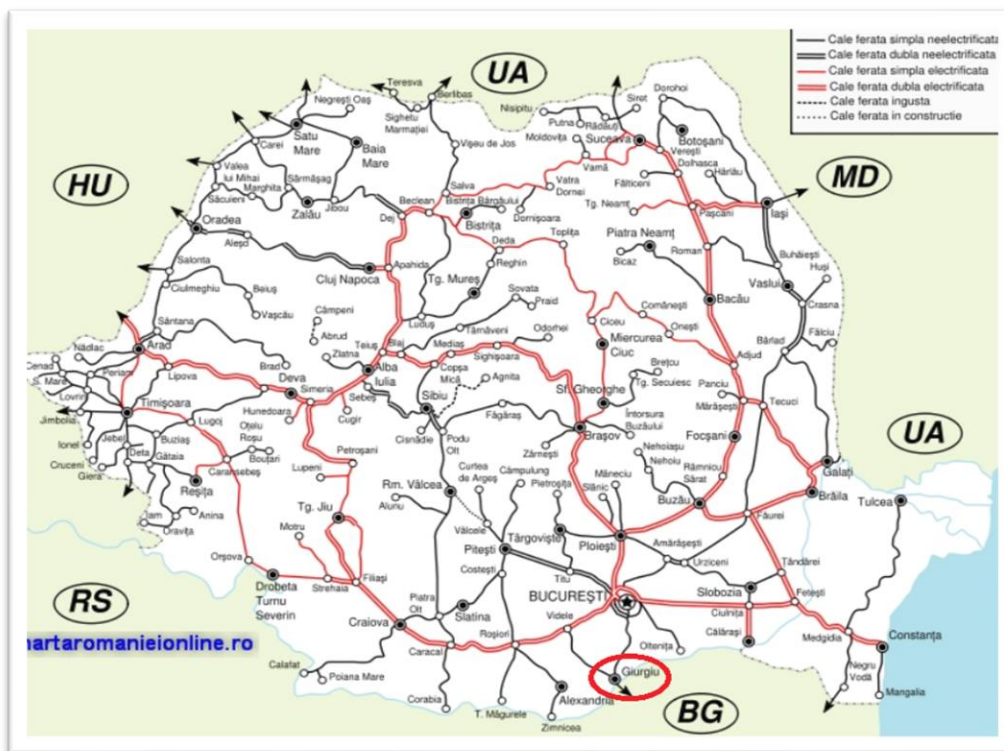 Cale ferata simpla neelectrificata
Cale ferata dubla neelectrificata
Cale ferata simpla electrificata
Cale ferata dubla electrificata
Cale ferata ingusta
Cale ferata in constructie
UA
HU
MD
UA
RS
BG
Teresva
Berlibas
Negrești Oaș
Sighetu
Marmației
Satu
Mare
Carei
Baia
Mare
Vișeu de Jos
Nisipitu
Putna
Rădăuți
Siret
Dorohoi
Moldovița
Suceava
Botoșani
Verești
Vamă
Dolhasca
Hârlău
Fălticeni
Valea
lui Mihai
Marghita
Sărmășag
Săcuieni
Zalău
Jibou
Salva
Vatra
Dornei
Beclean
Bistrița Bârgăului
Dornișoara
Tg. Neamț
Pașcani
Iași
Oradea
Dej
Bistrița
Aleșd
Deda
Toplița
Piatra Neamț
Cluj Napoca
Apahida
Reghin
Bicaz
Roman
Buhăiești
Salonta
Tg. Mureș
Vaslui
Huși
Ciulmeghiu
Beiuș
Sovata
Praid
Bacău
Crasna
Vașcău
Câmpeni
Luduș
Comănești
Sântana
Abrud
Târnăveni
Odorhei
Ciceu
Onești
Fălciu
Nădlac
Arad
Zlatna
Teiuș
Blaj
Mediaș
Miercurea
Ciuc
Bârlad
Cenad
Periam
Brad
Sighișoara
Adjud
S. Mare
Lipova
Deva
Alba
Iulia
Copșa
Mică
Brețcu
Lovrin
Simeria
Agnita
Tg. Secuiesc
Panciu
Sf. Gheorghe
Timișoara
Hunedoara
Sebeș
Sibiu
Mărășești
Tecuci
Jimbolia
Lugoj
Cugir
Făgăraș
Întorsura
Buzăului
Oțelu
Roșu
Cisnădie
Podu
Olt
Brașov
Focșani
Ionel
Jebel
Buziaș
Nehoiașu
Deta
Gătaia
Boutari
Petroșani
Zărnești
Nehoiu
Cruceni
Giera
Caransebeș
Lupeni
Curtea
de Argeș
Câmpulung
Râmnicu
Sărat
Galați
Reșița
Rm. Vâlcea
Pietroșița
Măneciu
Slănic
Brăila
Alunu
Buzău
Tulcea
Iam
Anina
Tg. Jiu
Oravița
Motru
Vâlcele
Târgoviște
Ploiești
Făurei
Pitești
Amărăști
Orșova
Costești
Urziceni
Țăndărei
Titu
Filiași
Strehaia
Drobeta
Turnu
Severin
Piatra
Olt
BUCUREȘTI
Slobozia
Fetești
Slatina
Ciulnița
Craiova
Videle
Călărași
Medgidia
Constanța
Roșiori
Oltenița
Caracal
Calafat
Poiana Mare
Giurgiu
Negru
Vodă
Corabia
Alexandria
Mangalia
T. Măgurele
Zimnicea
hartaromanieionline.ro